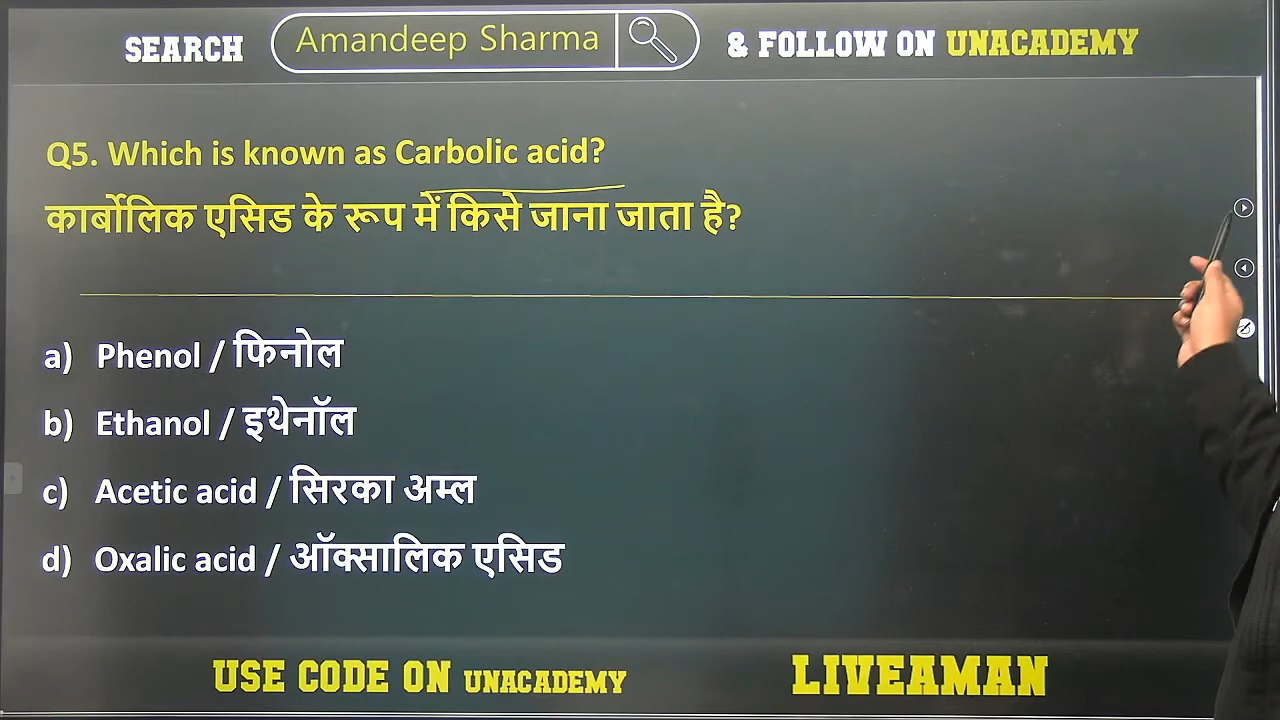 SEARCH Amandeep Sharma & FOLLOW ON UNACADEMY
Q5. Which is known as Carbolic acid?
कार्बोलिक एसिड के रूप में किसे जाना जाता है?
a) Phenol / फिनोल
b) Ethanol / इथेनॉल
c) Acetic acid / सिरका अम्ल
d) Oxalic acid / ऑक्सालिक एसिड
USE CODE ON UNACADEMY LIVEAMAN